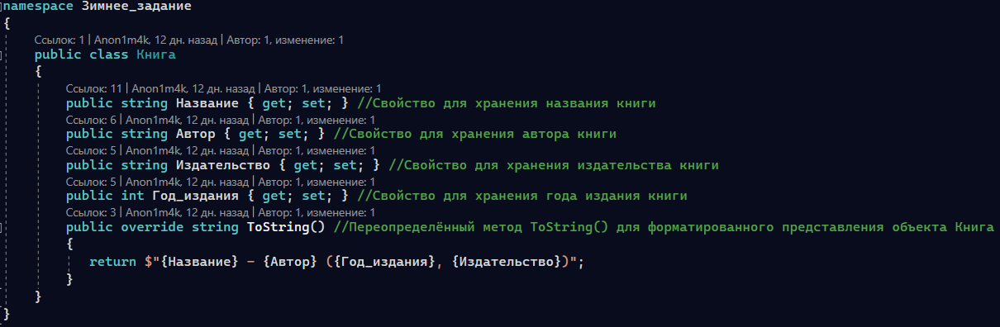 namespace Зимнее_задание
{
Ссылок: 1 | Anon1m4k, 12 дн. назад | Автор: 1, изменение: 1
public class Книга
{
Ссылок: 11 | Anon1m4k, 12 дн. назад | Автор: 1, изменение: 1
public string Название { get; set; } //Свойство для хранения названия книги
Ссылок: 6 | Anon1m4k, 12 дн. назад | Автор: 1, изменение: 1
public string Автор { get; set; } //Свойство для хранения автора книги
Ссылок: 5 | Anon1m4k, 12 дн. назад | Автор: 1, изменение: 1
public string Издательство { get; set; } //Свойство для хранения издательства книги
Ссылок: 5 | Anon1m4k, 12 дн. назад | Автор: 1, изменение: 1
public int Год_издания { get; set; } //Свойство для хранения года издания книги
Ссылок: 3 | Anon1m4k, 12 дн. назад | Автор: 1, изменение: 1
public override string ToString() //Переопределённый метод ToString() для форматированного представления объекта Книга
{
return $"{Название} - {Автор} ({Год_издания}, {Издательство})";
}
}
}